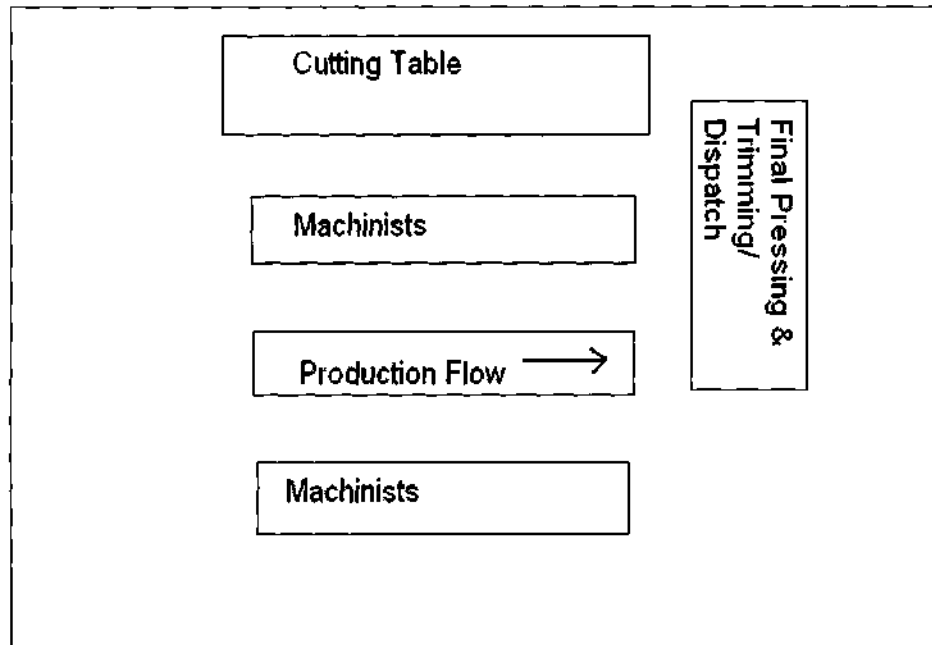 Cutting Table
Machinists
Production Flow
Machinists
Final Pressing &
Trimming/
Dispatch